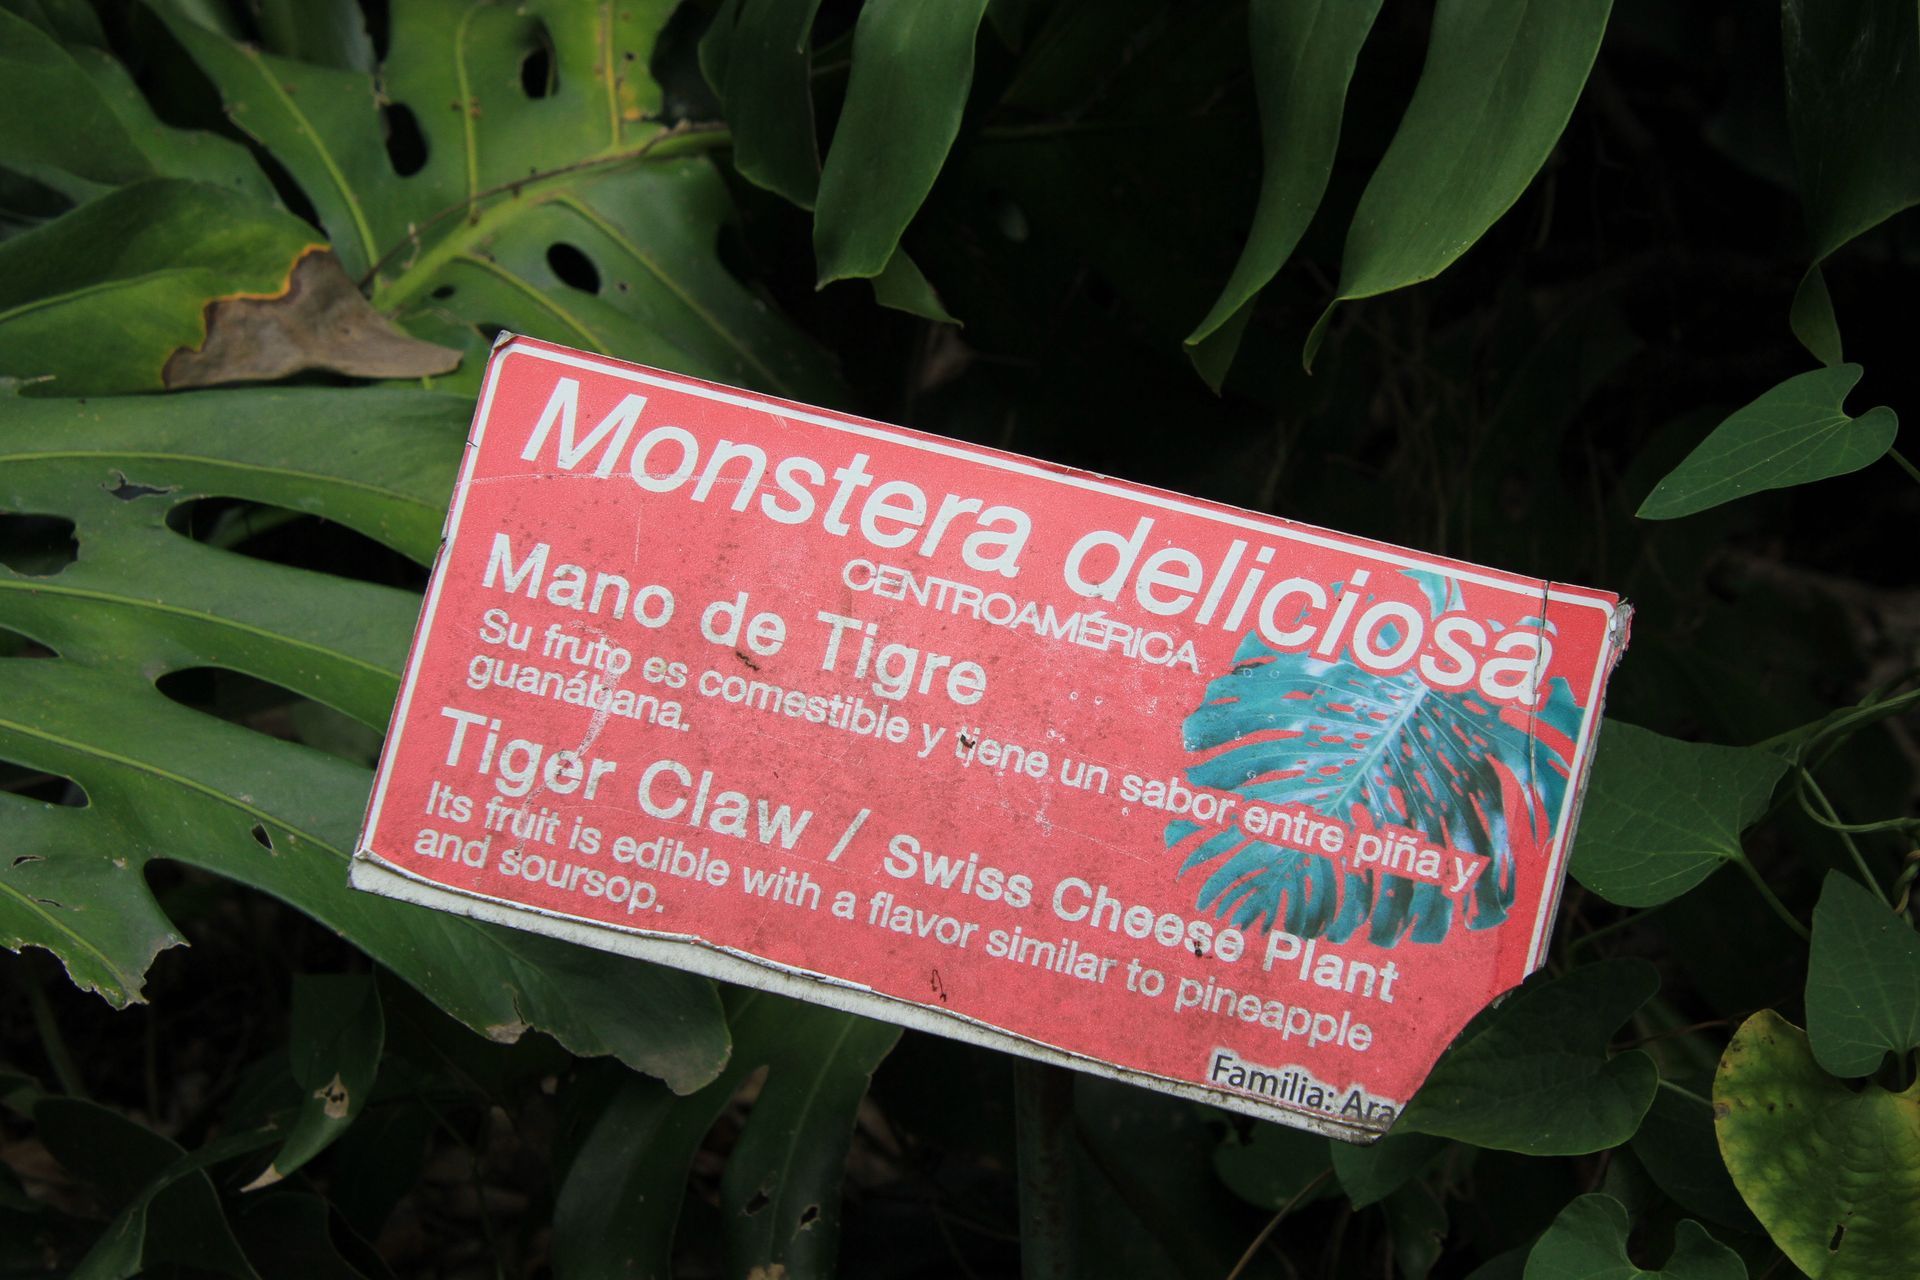 Monstera deliciosa
CENTROAMÉRICA
Mano de Tigre
Su fruto es comestible y tiene un sabor entre piña y
guanábana.
Tiger Claw / Swiss Cheese Plant
Its fruit is edible with a flavor similar to pineapple
and soursop.
Familia: Ara